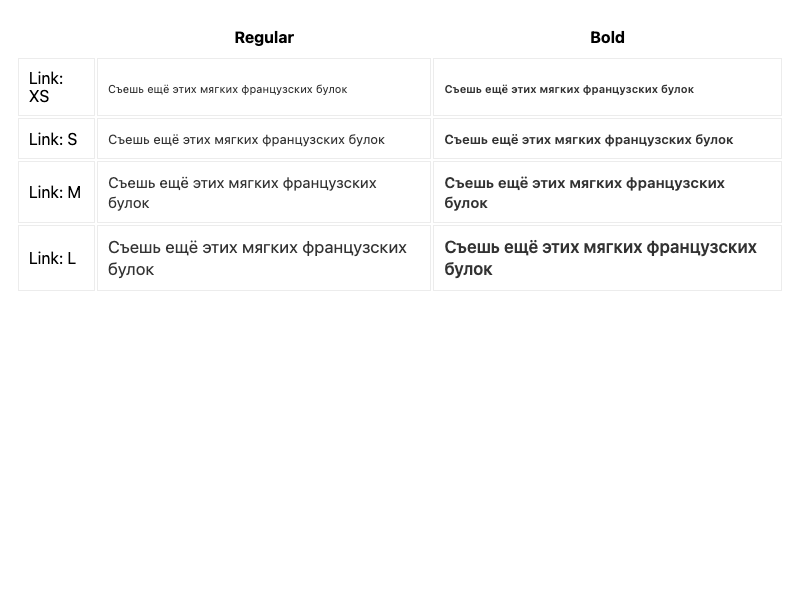 Regular Bold
Link: XS Съешь ещё этих мягких французских булок Съешь ещё этих мягких французских булок
Link: S Съешь ещё этих мягких французских булок Съешь ещё этих мягких французских булок
Link: M Съешь ещё этих мягких французских булок Съешь ещё этих мягких французских булок
Link: L Съешь ещё этих мягких французских булок Съешь ещё этих мягких французских булок